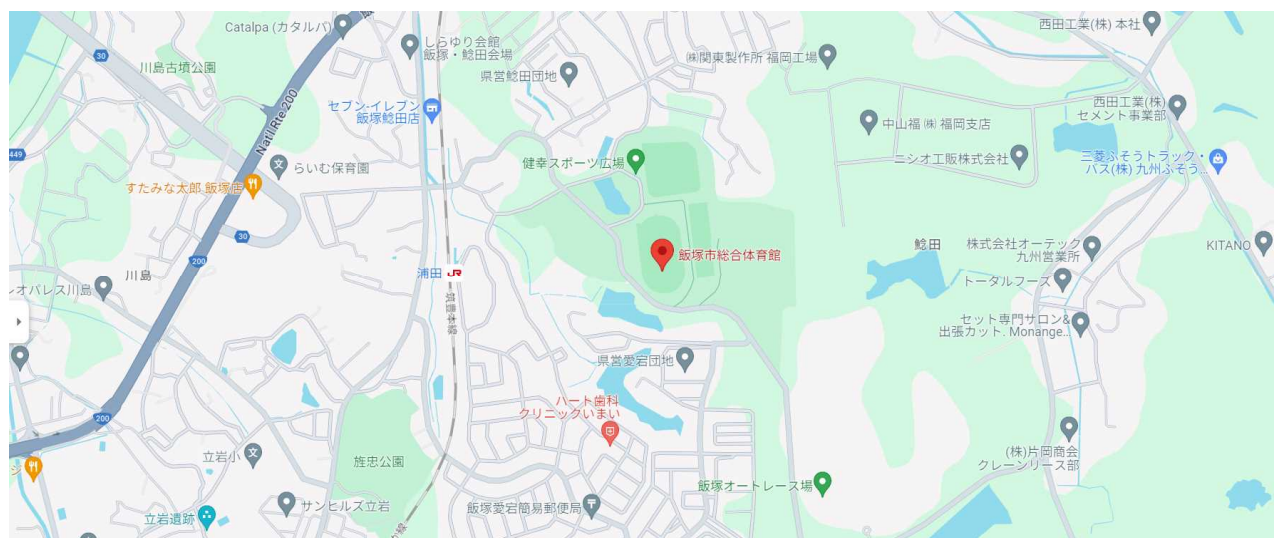 Catalpa (カタルバ)
西田工業(株) 本社
30
しらゆり会館
飯塚・鯰田会場
㈱関東製作所 福岡工場
川島古墳公園
県営鯰田団地
セブン-イレブン
飯塚鯰田店
西田工業(株)
セメント事業部
Nat'l Rte 200
中山福 ㈱ 福岡支店
449
らいむ保育園
健幸スポーツ広場
ニシオ工販株式会社
三菱ふそうトラック・
バス(株) 九州ふそう...
すたみな太郎 飯塚店
30
200
飯塚市総合体育館
鯰田
株式会社オーテック
九州営業所
KITANO
川島
浦田
JR
レオパレス川島
トータルフーズ
筑豊本線
セット専門サロン&
出張カット. Monange...
県営愛宕団地
ハート歯科
クリニックいまい
200
立岩小
旌忠公園
(株)片岡商会
クレーンリース部
飯塚オートレース場
サンヒルズ立岩
飯塚愛宕簡易郵便局
立岩遺跡